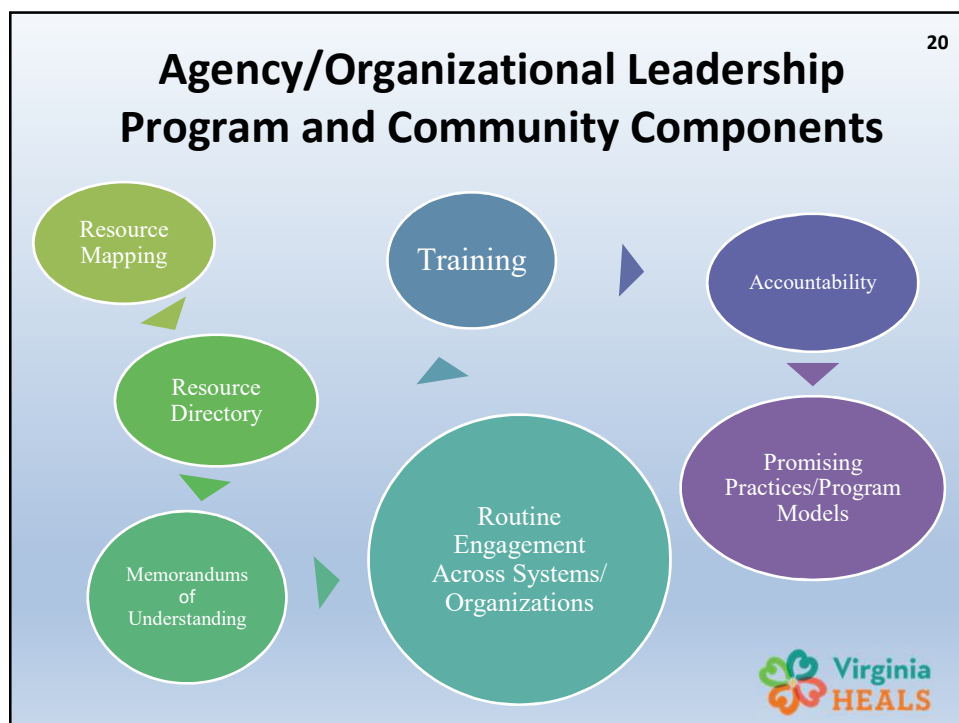 20
Agency/Organizational Leadership
Program and Community Components
Resource
Mapping
Resource
Directory
Memorandums
of
Understanding
Routine
Engagement
Across Systems/
Organizations
Training
Accountability
Promising
Practices/Program
Models
Virginia
HEALS